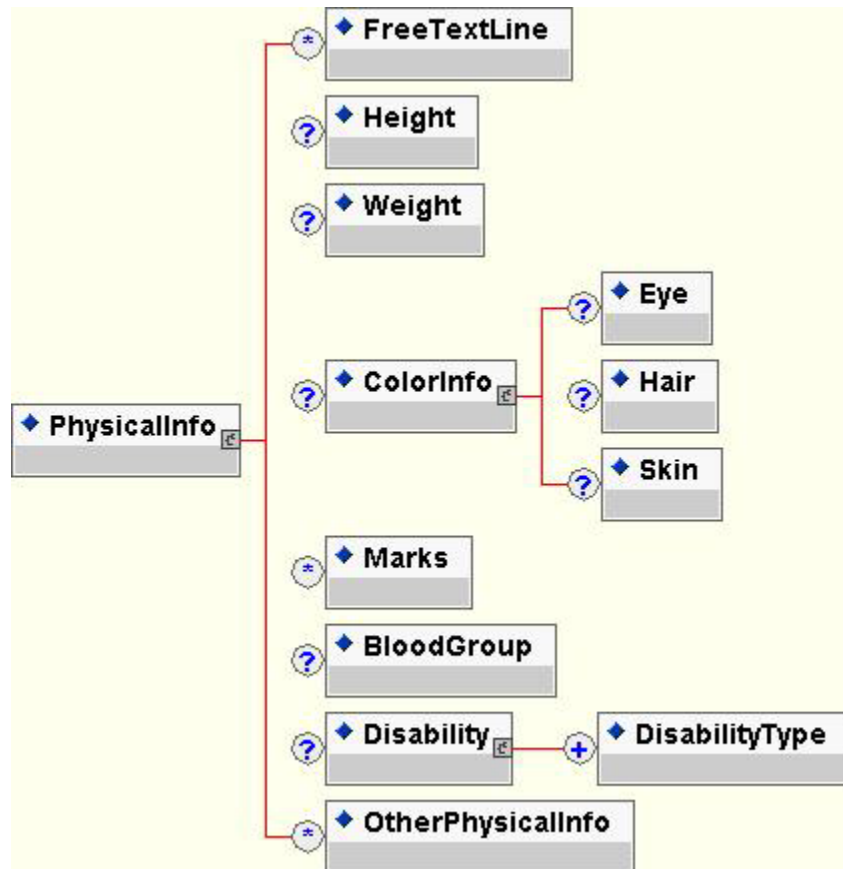 * FreeTextLine
? Height
? Weight
? Eye
? ColorInfo
? Hair
PhysicalInfo
? Skin
* Marks
? BloodGroup
? Disability
+ DisabilityType
* OtherPhysicalInfo